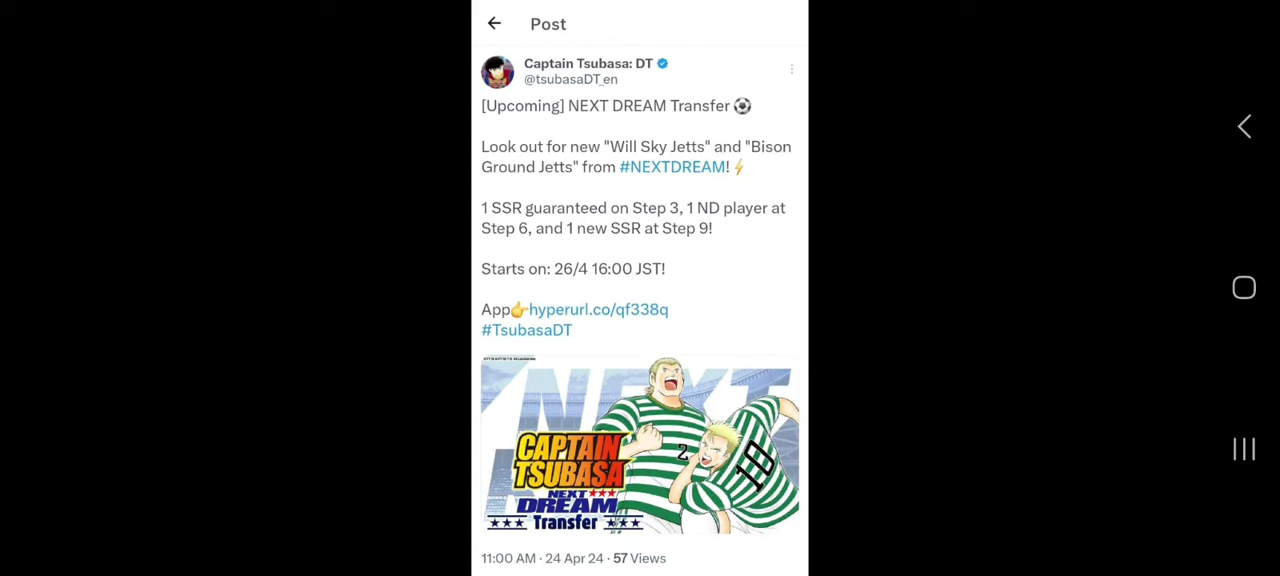 Post
Captain Tsubasa: DT
@tsubasaDT_en
[Upcoming] NEXT DREAM Transfer ⚽
Look out for new "Will Sky Jetts" and "Bison
Ground Jetts" from #NEXTDREAM!⚡
1 SSR guaranteed on Step 3, 1 ND player at
Step 6, and 1 new SSR at Step 9!
Starts on: 26/4 16:00 JST!
App👉hyperurl.co/qf338q
#TsubasaDT
NEXT
2
10
CAPTAIN
TSUBASA
NEXT
DREAM
Transfer
11:00 AM · 24 Apr 24 · 57 Views